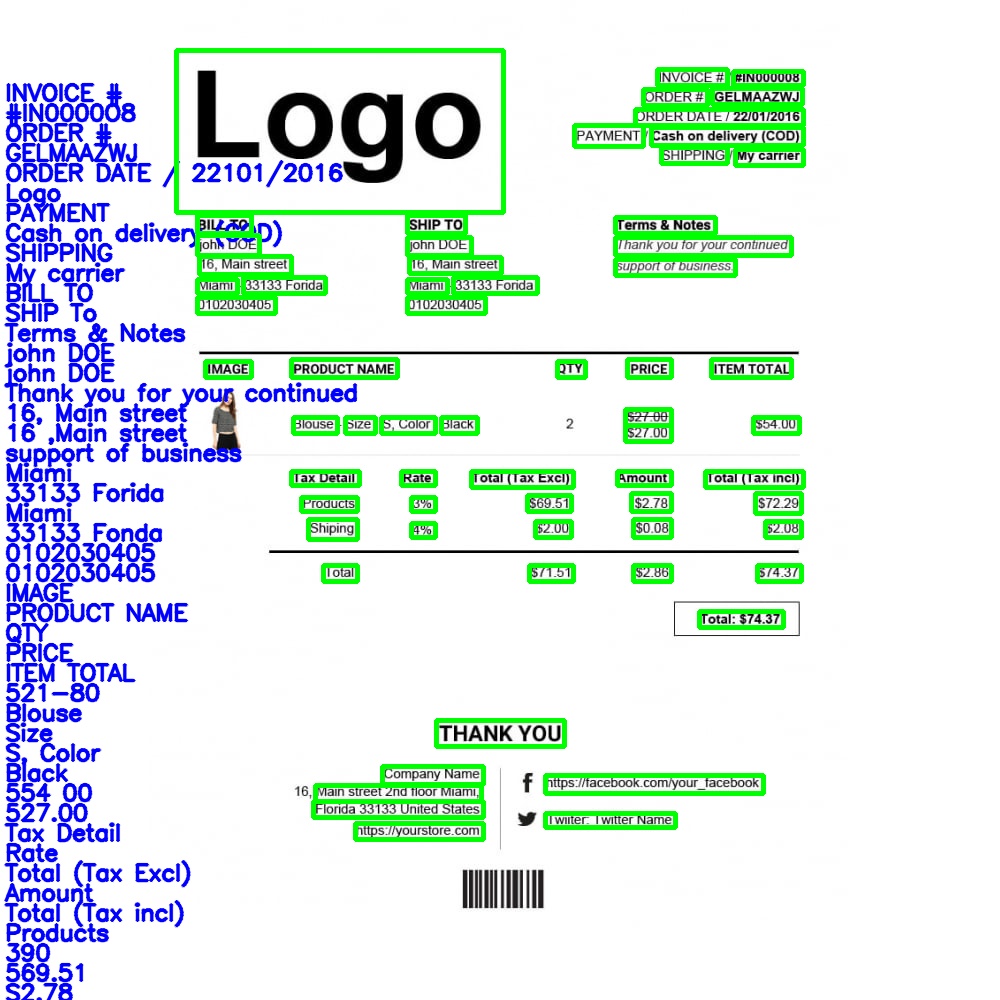 INVOICE #
#IN000008
ORDER #
GELMAAZWJ
ORDER DATE / 22101/2016
Logo
PAYMENT
Cash on delivery (COD)
SHIPPING
My carrier
BILL TO
SHIP To
Terms & Notes
john DOE
john DOE
Thank you for your continued
16, Main street
16 ,Main street
support of business
Miami
33133 Forida
Miami
33133 Fonda
0102030405
0102030405
IMAGE
PRODUCT NAME
QTY
PRICE
ITEM TOTAL
521-80
Blouse
Size
S, Color
Black
554 00
527.00
Tax Detail
Rate
Total (Tax Excl)
Amount
Total (Tax incl)
Products
390
569.51
S2.78
Logo
INVOICE # / #IN000008
ORDER # / GELMAAZWJ
ORDER DATE / 22/01/2016
PAYMENT / Cash on delivery (COD)
SHIPPING / My carrier
BILL TO SHIP TO Terms & Notes
john DOE john DOE Thank you for your continued
16, Main street 16, Main street support of business
Miami 33133 Forida Miami 33133 Forida
0102030405 0102030405
IMAGE PRODUCT NAME QTY PRICE ITEM TOTAL
$27.00
Blouse - Size S, Color Black 2 $27.00 $54.00
Tax Detail Rate Total (Tax Excl) Amount Total (Tax incl)
Products 3% $69.51 $2.78 $72.29
Shiping 4% $2.00 $0.08 $2.08
Total $71.51 $2.86 $74.37
Total: $74.37
THANK YOU
Company Name
16, Main street 2nd floor Miami,
Florida 33133 United States
https://yourstore.com
https://facebook.com/your_facebook
Twiiter: Twitter Name